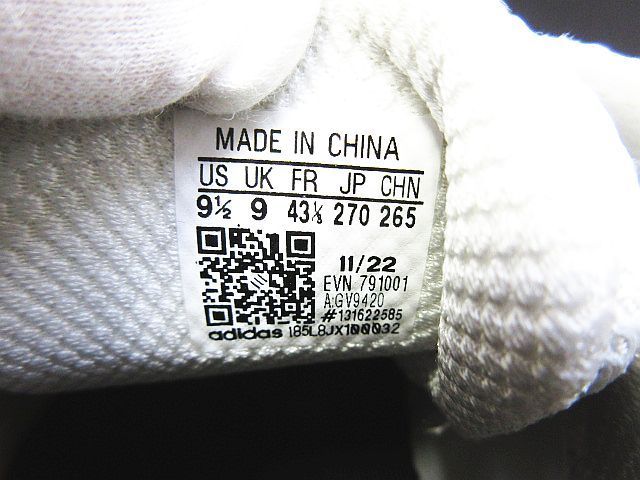 MADE IN CHINA
US UK FR JP CHN
9½ 9 43⅓ 270 265
11/22
EVN 791001
A:GV9420
#131622585
adidas 185L8JX100032